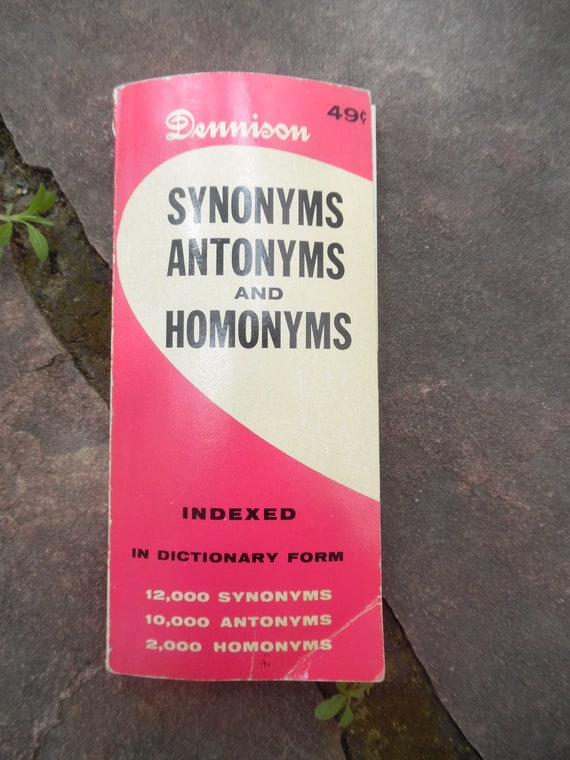 Dennison
49¢
SYNONYMS
ANTONYMS
AND
HOMONYMS
INDEXED
IN DICTIONARY FORM
12,000 SYNONYMS
10,000 ANTONYMS
2,000 HOMONYMS